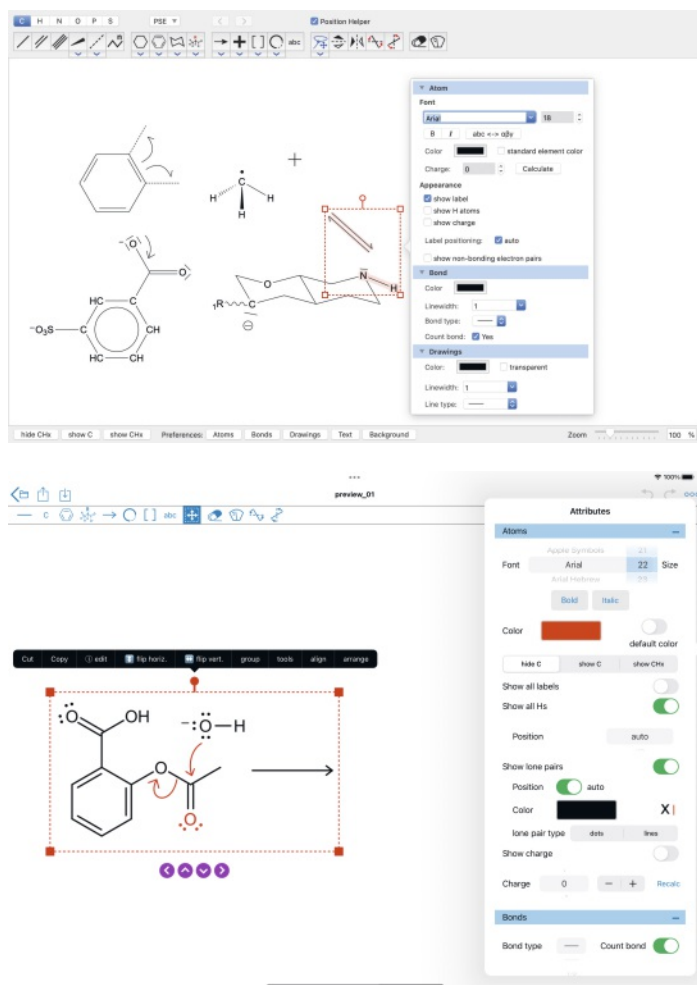 C H N O P S PSE Position Helper
abc
Atom
Font
Arial 18
B I abc <-> αβγ
Color standard element color
Charge: 0 Calculate
Appearance
show label
show H atoms
show charge
Label positioning: auto
show non-bonding electron pairs
Bond
Color
Linewidth: 1
Bond type:
Count bond: Yes
Drawings
Color: transparent
Linewidth: 1
Line type:
C
H H
H
+
−O
O
HC CH
−O3S C CH
HC CH
O N
H
R C
⊖
hide CHx show C show CHx Preferences: Atoms Bonds Drawings Text Background Zoom 100 %
100%
preview_01
C abc
Cut Copy edit flip horiz. flip vert. group tools align arrange
O OH −:O—H
O
O
Attributes
Atoms
Apple Symbols 21
Font Arial 22 Size
Arial Hebrew 23
Bold Italic
Color
default color
hide C show C show CHx
Show all labels
Show all Hs
Position auto
Show lone pairs
Position auto
Color X
lone pair type dots lines
Show charge
Charge 0 − + Recalc
Bonds
Bond type Count bond